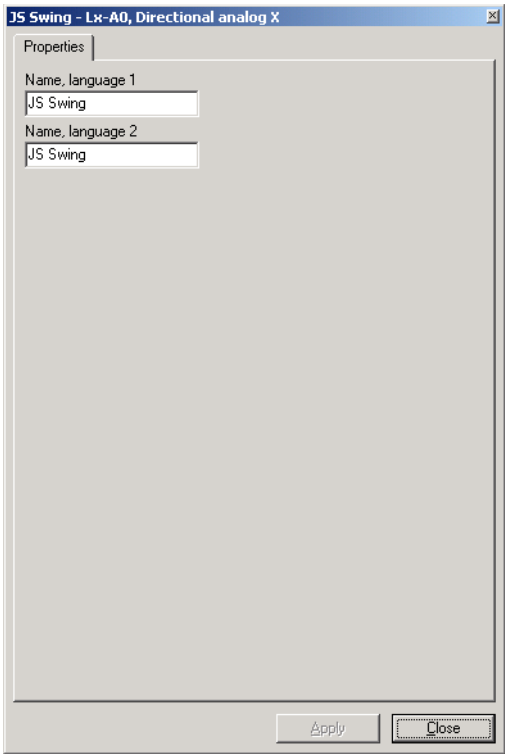 JS Swing - Lx-A0, Directional analog X
Properties
Name, language 1
JS Swing
Name, language 2
JS Swing
Apply
Close